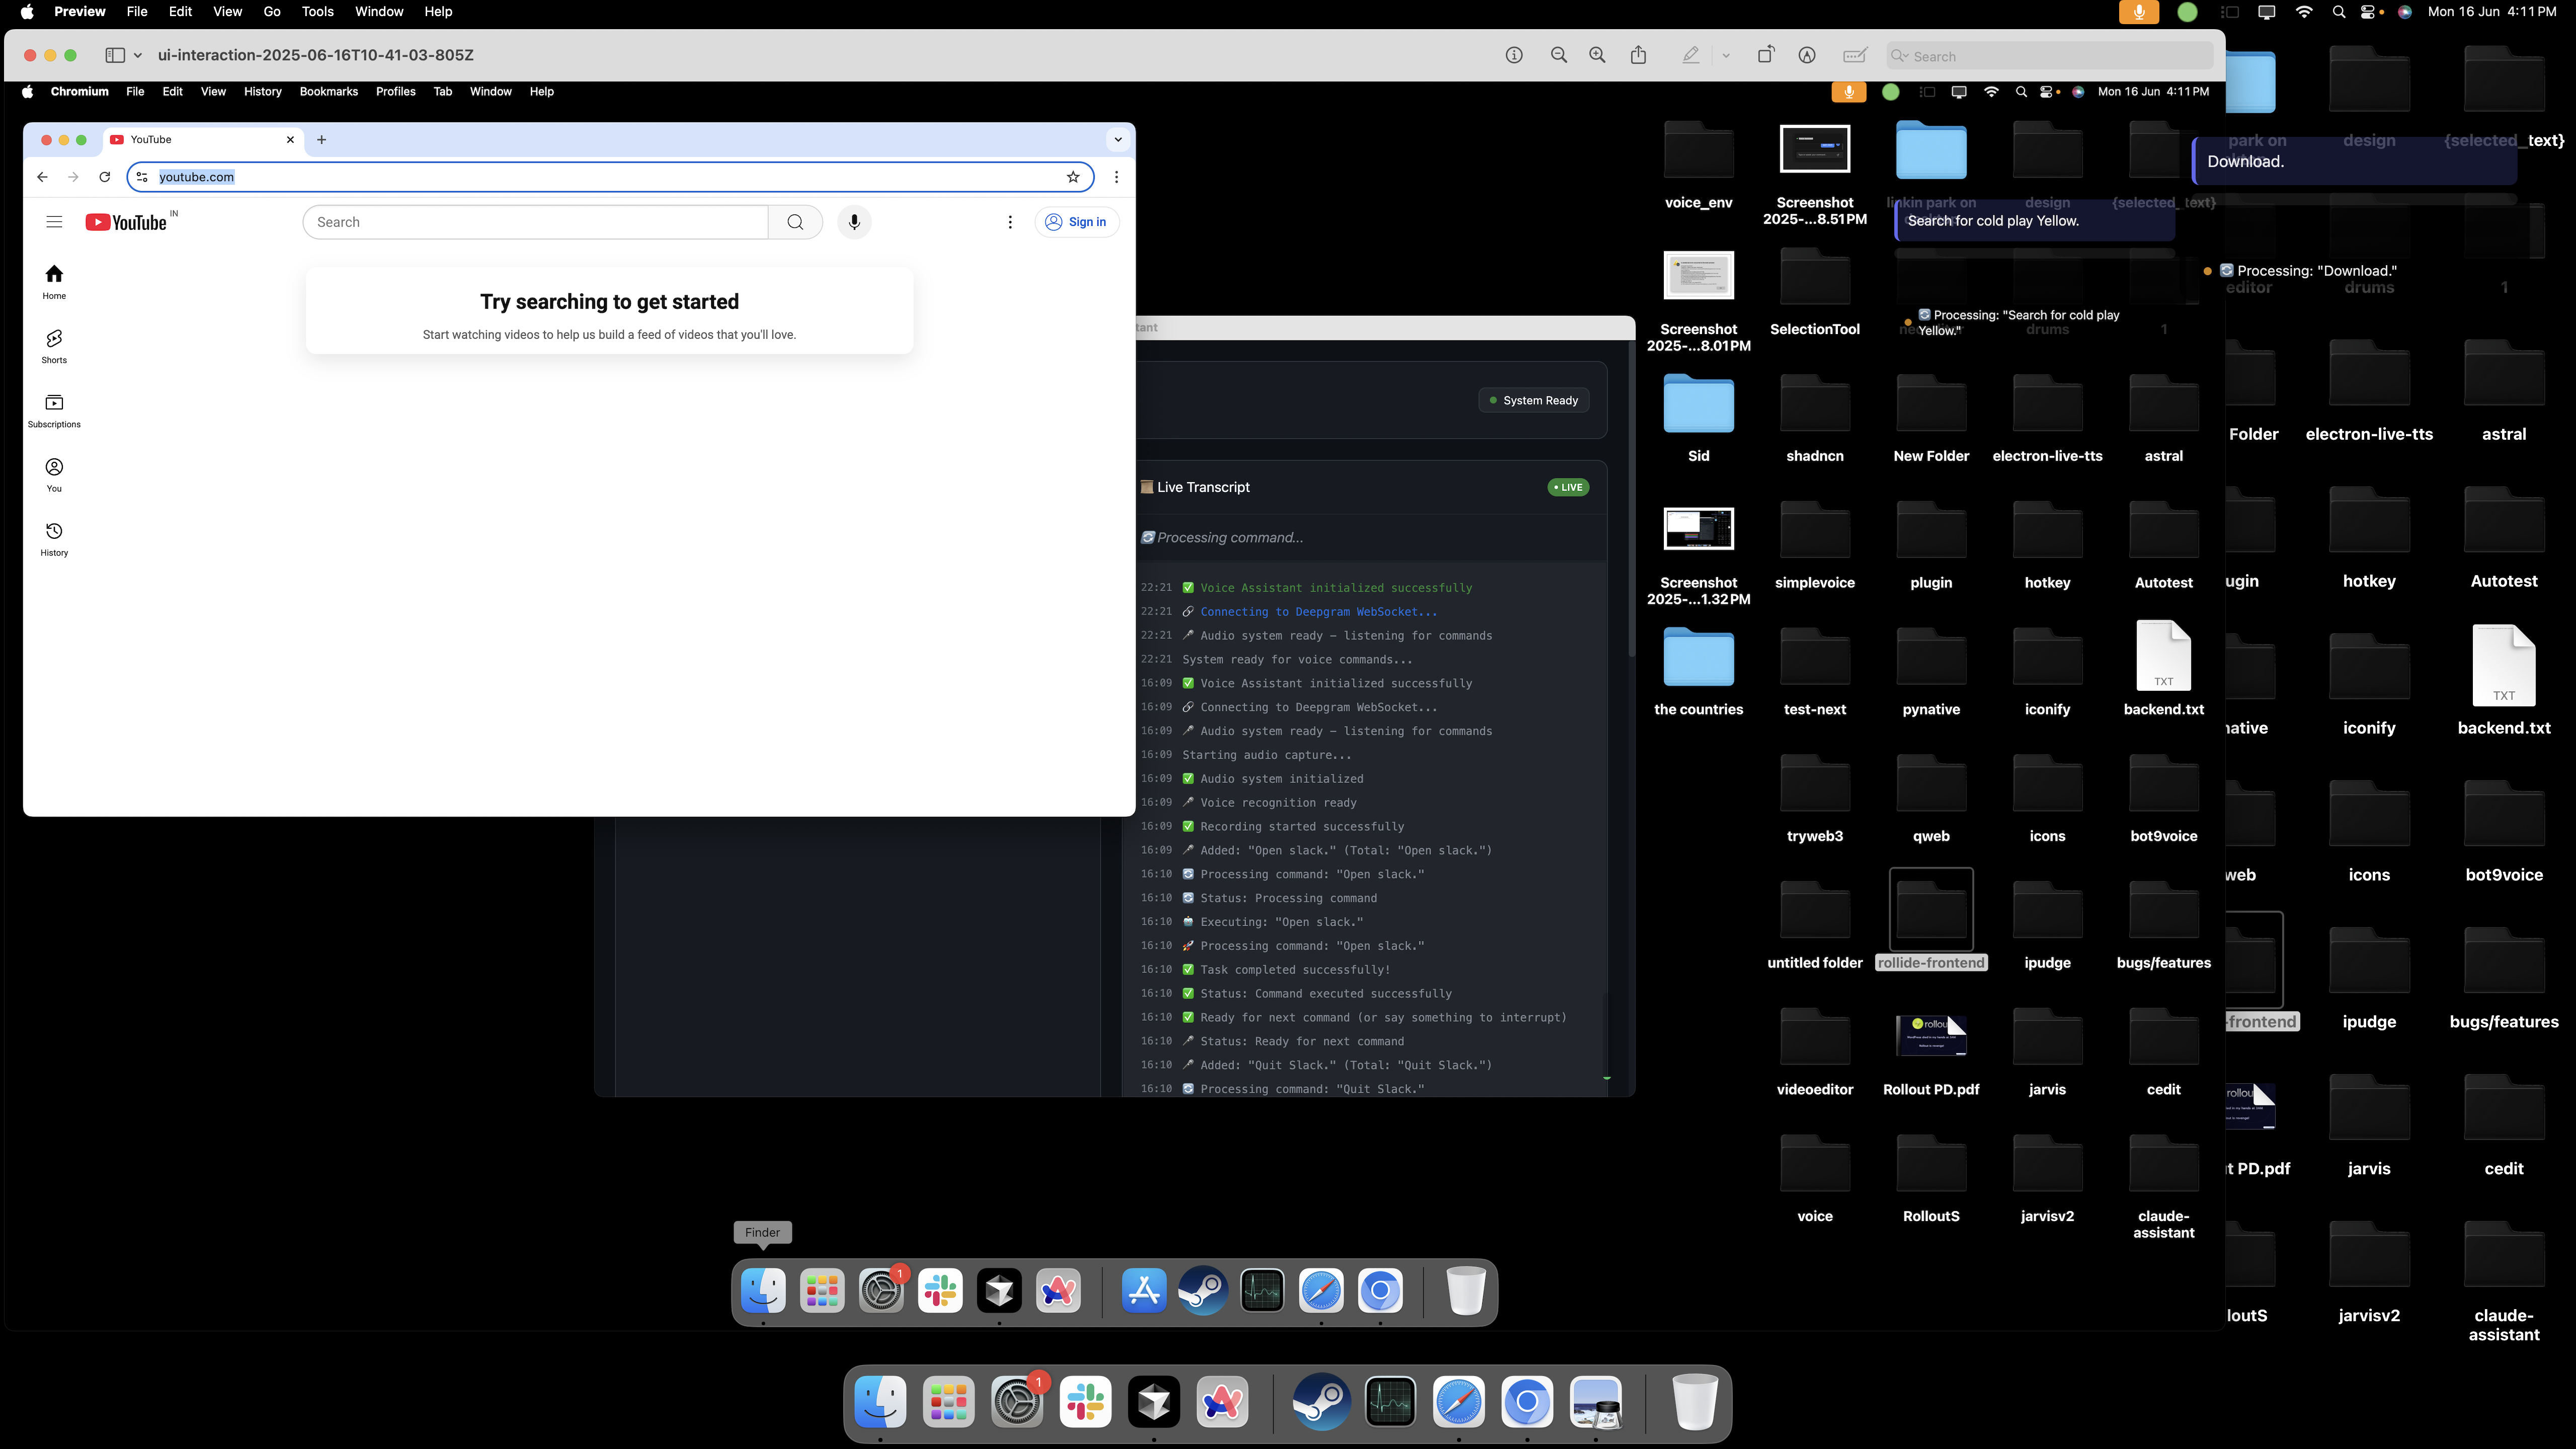 Preview File Edit View Go Tools Window Help
Mon 16 Jun 4:11 PM
ui-interaction-2025-06-16T10-41-03-805Z
Search
Chromium File Edit View History Bookmarks Profiles Tab Window Help
Mon 16 Jun 4:11 PM
YouTube
youtube.com
YouTube IN
Search
Sign in
Home
Shorts
Subscriptions
You
History
Try searching to get started
Start watching videos to help us build a feed of videos that you'll love.
tant
System Ready
Live Transcript
• LIVE
Processing command...
22:21 Voice Assistant initialized successfully
22:21 Connecting to Deepgram WebSocket...
22:21 Audio system ready – listening for commands
22:21 System ready for voice commands...
16:09 Voice Assistant initialized successfully
16:09 Connecting to Deepgram WebSocket...
16:09 Audio system ready – listening for commands
16:09 Starting audio capture...
16:09 Audio system initialized
16:09 Voice recognition ready
16:09 Recording started successfully
16:09 Added: "Open slack." (Total: "Open slack.")
16:10 Processing command: "Open slack."
16:10 Status: Processing command
16:10 Executing: "Open slack."
16:10 Processing command: "Open slack."
16:10 Task completed successfully!
16:10 Status: Command executed successfully
16:10 Ready for next command (or say something to interrupt)
16:10 Status: Ready for next command
16:10 Added: "Quit Slack." (Total: "Quit Slack.")
16:10 Processing command: "Quit Slack."
voice_env
Screenshot
2025-...8.51 PM
linkin park on
design
{selected_text}
Search for cold play Yellow.
Screenshot
2025-...8.01 PM
SelectionTool
Processing: "Search for cold play
Yellow."
drums
1
Sid
shadncn
New Folder
electron-live-tts
astral
Screenshot
2025-...1.32 PM
simplevoice
plugin
hotkey
Autotest
TXT
the countries
test-next
pynative
iconify
backend.txt
tryweb3
qweb
icons
bot9voice
untitled folder
rollide-frontend
ipudge
bugs/features
rollou
videoeditor
Rollout PD.pdf
jarvis
cedit
voice
RolloutS
jarvisv2
claude-
assistant
park on
design
{selected_text}
Download.
Processing: "Download."
editor
drums
1
Folder
electron-live-tts
astral
ugin
hotkey
Autotest
TXT
native
iconify
backend.txt
web
icons
bot9voice
-frontend
ipudge
bugs/features
rollou
t PD.pdf
jarvis
cedit
loutS
jarvisv2
claude-
assistant
Finder
1
1